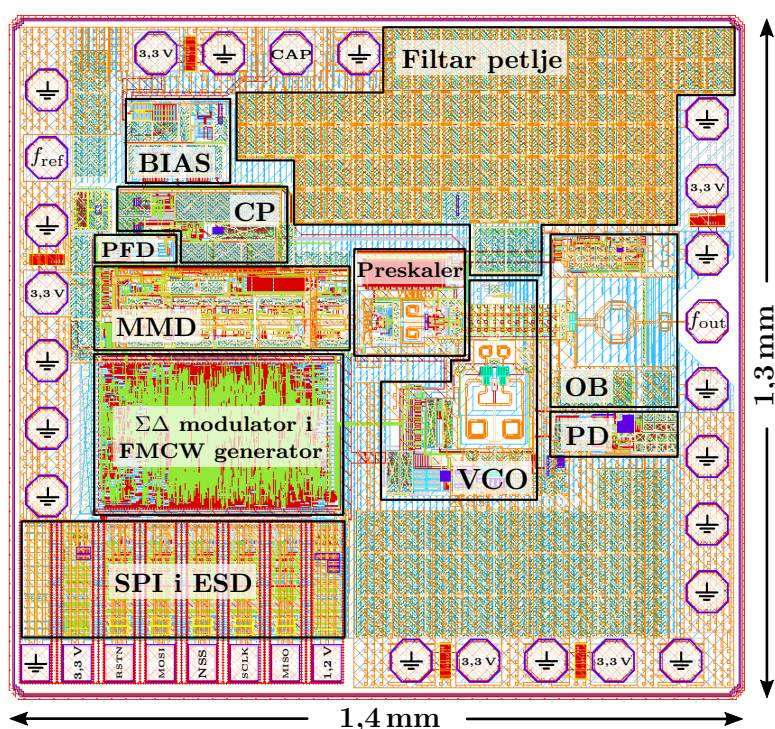 3,3 V
CAP
Filtar petlje
f_ref
BIAS
3,3 V
CP
PFD
Preskaler
3,3 V
MMD
f_out
1,3 mm
OB
ΣΔ modulator i
FMCW generator
PD
VCO
SPI i ESD
3,3 V
RSTN
MOSI
NSS
SCLK
MISO
1,2 V
3,3 V
3,3 V
1,4 mm